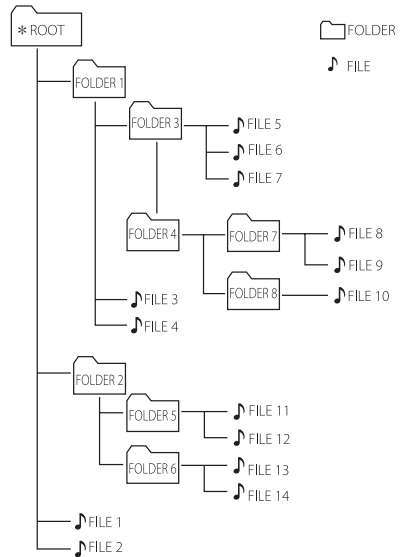 * ROOT
FOLDER
FILE
FOLDER 1
FOLDER 3
FILE 5
FILE 6
FILE 7
FOLDER 4
FOLDER 7
FILE 8
FILE 9
FOLDER 8
FILE 10
FILE 3
FILE 4
FOLDER 2
FOLDER 5
FILE 11
FILE 12
FOLDER 6
FILE 13
FILE 14
FILE 1
FILE 2